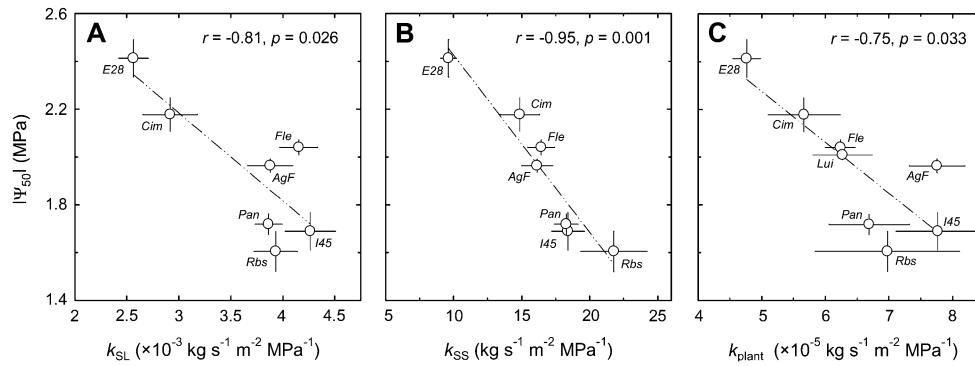 A
r = -0.81, p = 0.026
B
r = -0.95, p = 0.001
C
r = -0.75, p = 0.033
|Ψ50| (MPa)
2.6
2.2
1.8
1.4
E28
Cim
Fle
AgF
Pan
I45
Rbs
E28
Cim
Fle
AgF
Pan
I45
Rbs
E28
Cim
Fle
Lui
AgF
Pan
I45
Rbs
2 2.5 3 3.5 4 4.5
5 10 15 20 25
4 5 6 7 8
kSL (×10-3 kg s-1 m-2 MPa-1)
kSS (kg s-1 m-2 MPa-1)
kplant (×10-5 kg s-1 m-2 MPa-1)